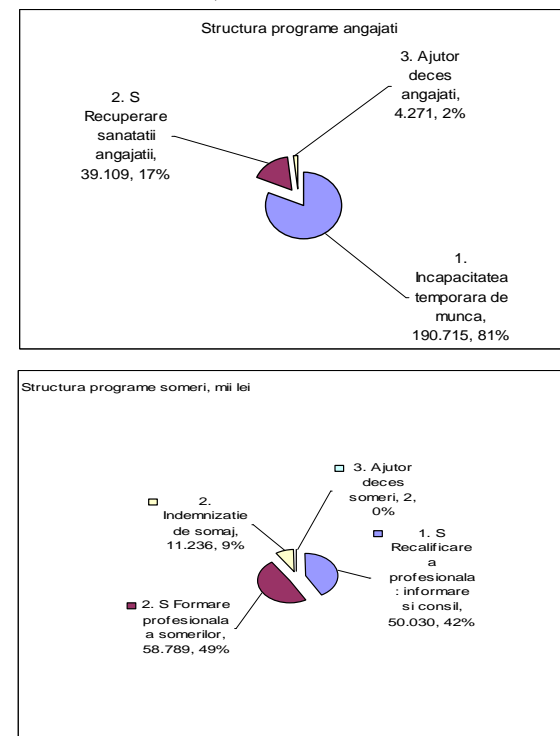 Structura programe angajati
3. Ajutor
deces
angajati,
4.271, 2%
2. S
Recuperare
sanatatii
angajatii,
39.109, 17%
1.
Incapacitatea
temporara de
munca,
190.715, 81%
Structura programe someri, mii lei
3. Ajutor
deces
someri, 2,
0%
2.
Indemnizatie
de somaj,
11.236, 9%
1. S
Recalificare
a
profesionala
: informare
si consil,
50.030, 42%
2. S Formare
profesionala
a somerilor,
58.789, 49%